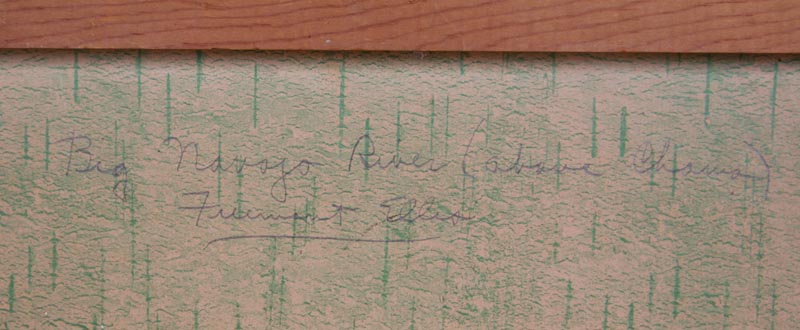 Big Navajo River (above Chama)
Fremont Ellis